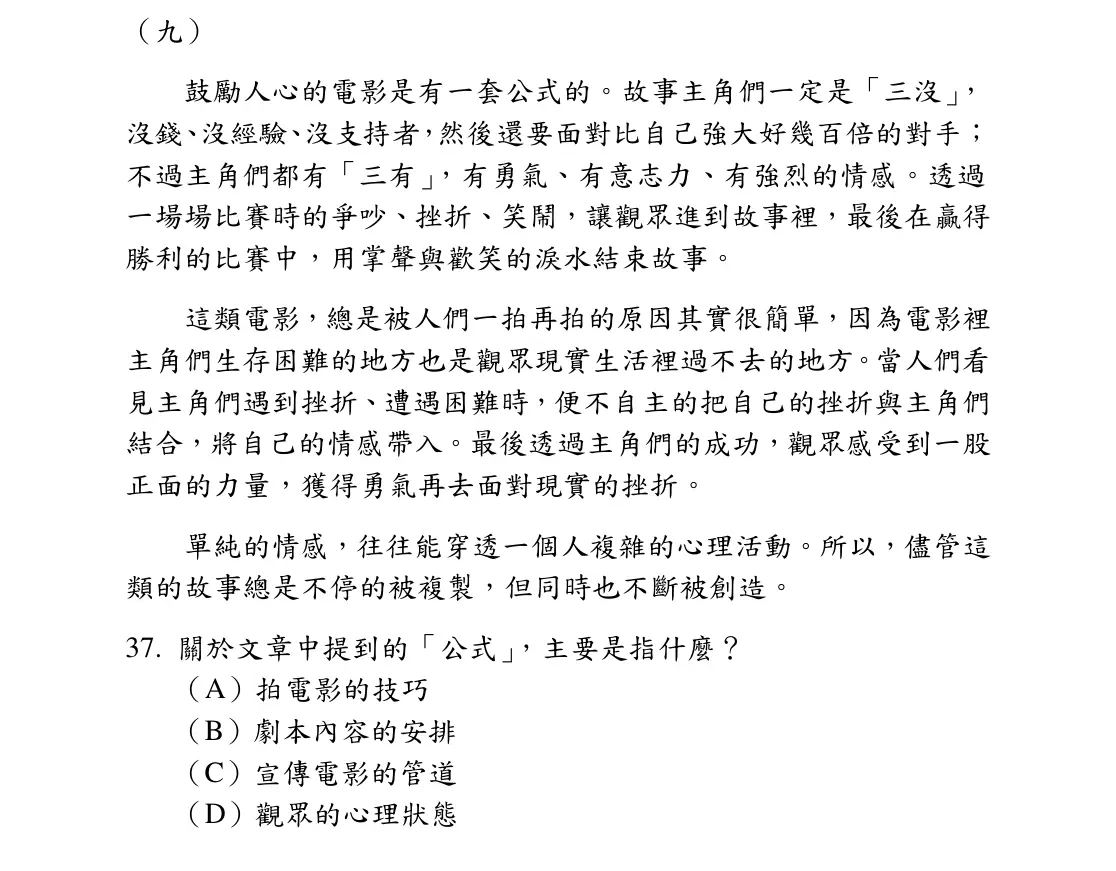 （九）
鼓勵人心的電影是有一套公式的。故事主角們一定是「三沒」，
沒錢、沒經驗、沒支持者，然後還要面對比自己強大好幾百倍的對手；
不過主角們都有「三有」，有勇氣、有意志力、有強烈的情感。透過
一場場比賽時的爭吵、挫折、笑鬧，讓觀眾進到故事裡，最後在贏得
勝利的比賽中，用掌聲與歡笑的淚水結束故事。
這類電影，總是被人們一拍再拍的原因其實很簡單，因為電影裡
主角們生存困難的地方也是觀眾現實生活裡過不去的地方。當人們看
見主角們遇到挫折、遭遇困難時，便不自主的把自己的挫折與主角們
結合，將自己的情感帶入。最後透過主角們的成功，觀眾感受到一股
正面的力量，獲得勇氣再去面對現實的挫折。
單純的情感，往往能穿透一個人複雜的心理活動。所以，儘管這
類的故事總是不停的被複製，但同時也不斷被創造。
37. 關於文章中提到的「公式」，主要是指什麼？
（A）拍電影的技巧
（B）劇本內容的安排
（C）宣傳電影的管道
（D）觀眾的心理狀態